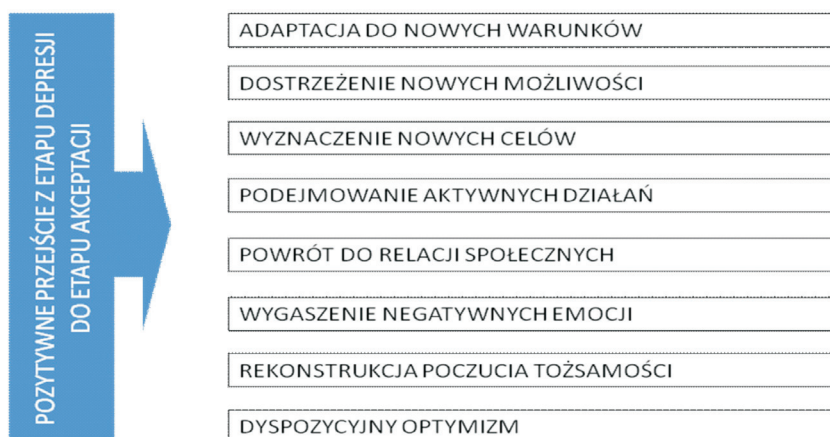 POZYTYWNE PRZEJŚCIE Z ETAPU DEPRESJI
DO ETAPU AKCEPTACJI
ADAPTACJA DO NOWYCH WARUNKÓW
DOSTRZEŻENIE NOWYCH MOŻLIWOŚCI
WYZNACZENIE NOWYCH CELÓW
PODEJMOWANIE AKTYWNYCH DZIAŁAŃ
POWRÓT DO RELACJI SPOŁECZNYCH
WYGASZENIE NEGATYWNYCH EMOCJI
REKONSTRUKCJA POCZUCIA TOŻSAMOŚCI
DYSPOZYCYJNY OPTYMIZM